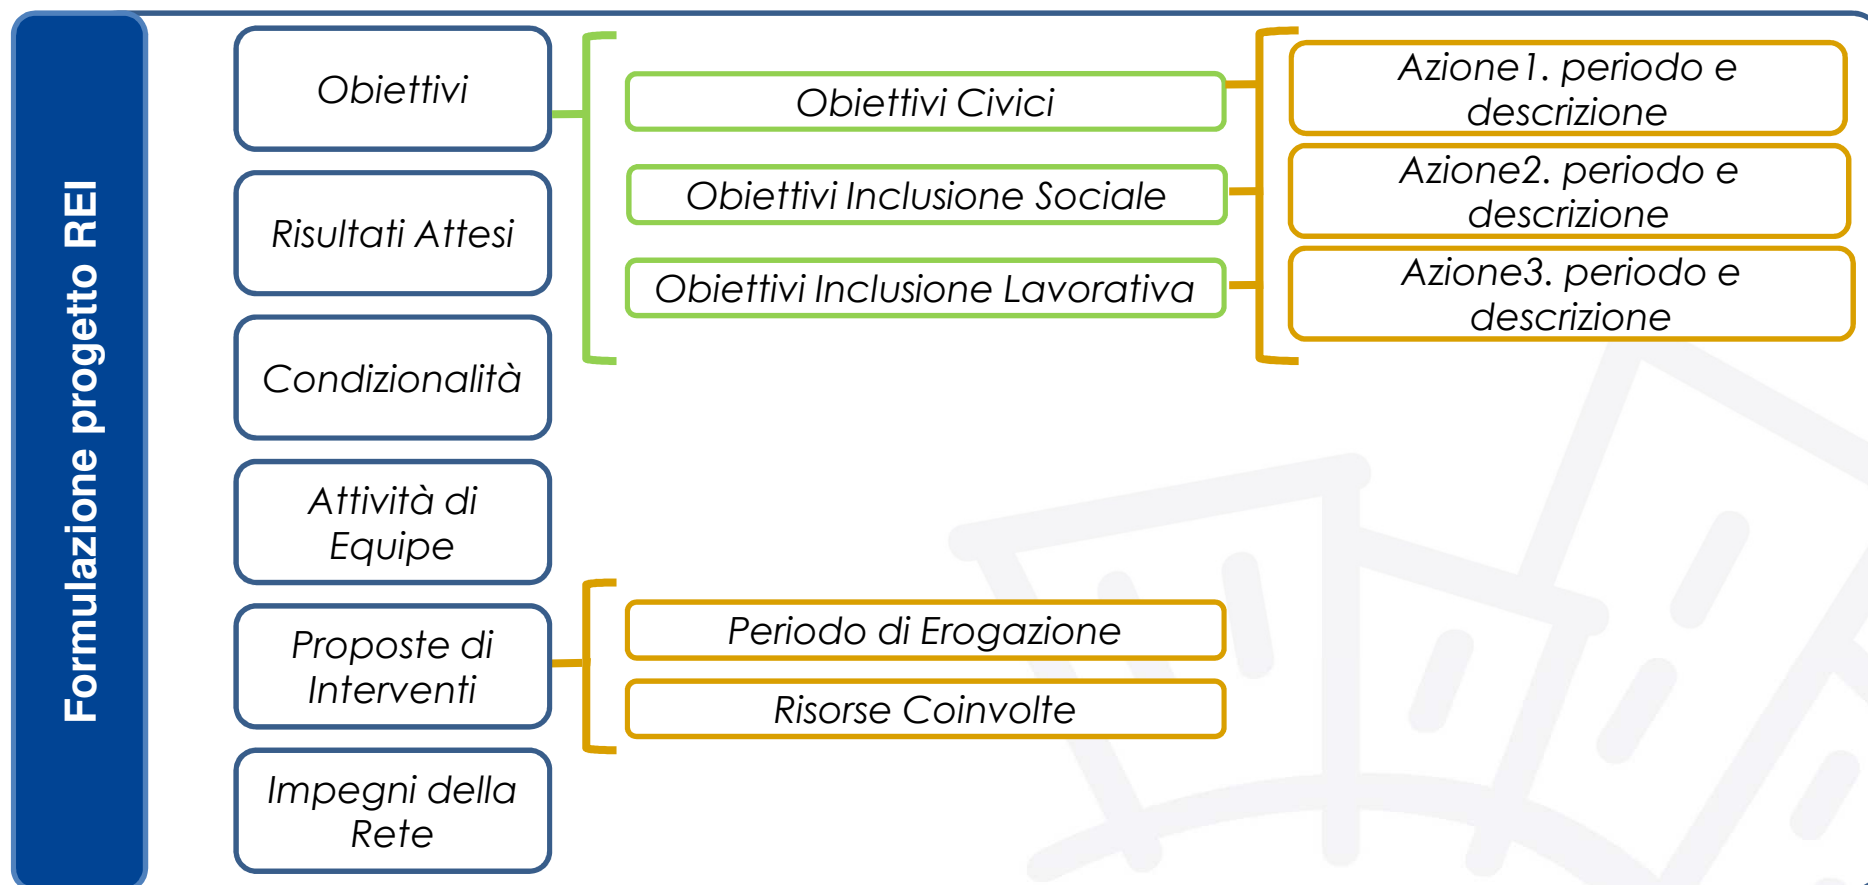 Formulazione progetto REI
Obiettivi
Risultati Attesi
Condizionalità
Attività di
Equipe
Proposte di
Interventi
Impegni della
Rete
Obiettivi Civici
Obiettivi Inclusione Sociale
Obiettivi Inclusione Lavorativa
Azione1. periodo e
descrizione
Azione2. periodo e
descrizione
Azione3. periodo e
descrizione
Periodo di Erogazione
Risorse Coinvolte